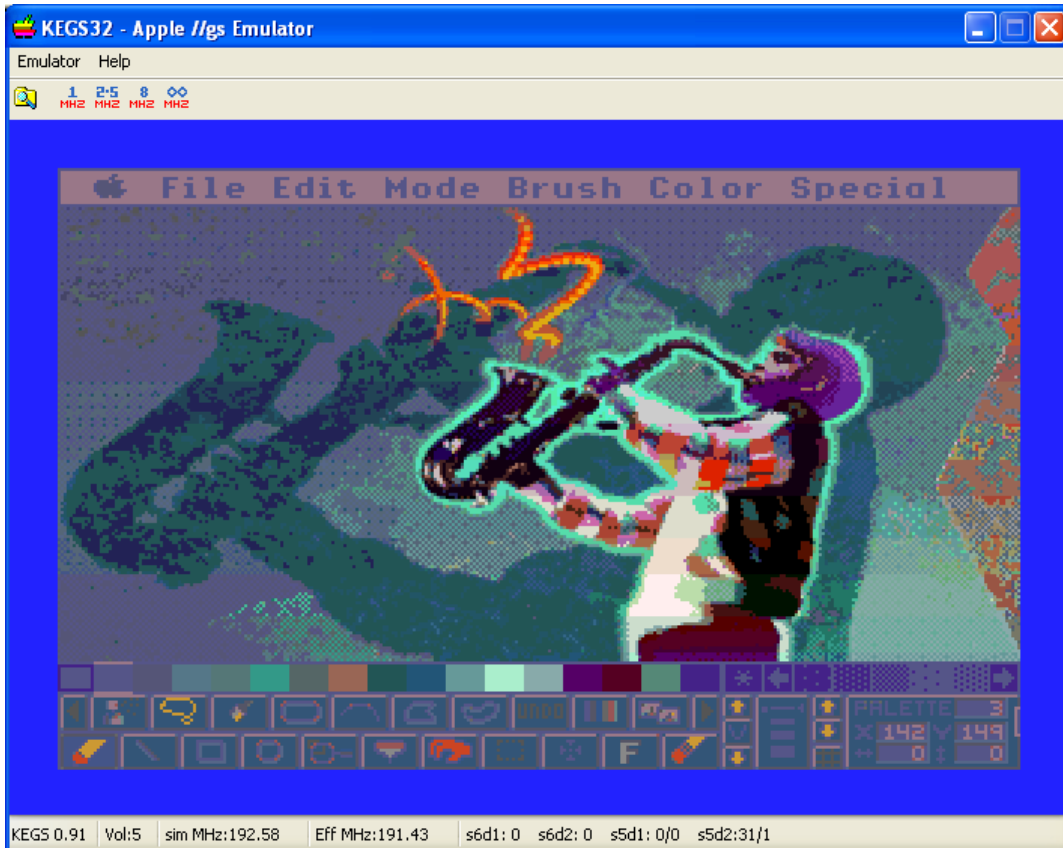 KEGS32 - Apple //gs Emulator
Emulator Help
1 MHZ 2·5 MHZ 8 MHZ ∞ MHZ
File Edit Mode Brush Color Special
UNDO PALETTE 3
X 142 Y 149
F 0 0
KEGS 0.91 Vol:5 sim MHz:192.58 Eff MHz:191.43 s6d1: 0 s6d2: 0 s5d1: 0/0 s5d2:31/1